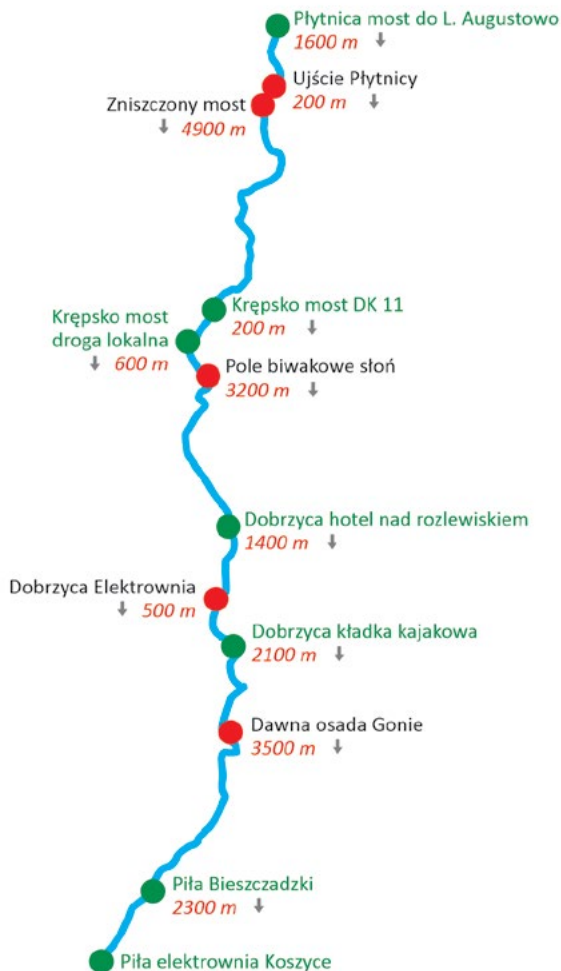 Płytnica most do L. Augustowo
1600 m ↓
Ujście Płytnicy
200 m ↓
Zniszczony most
↓ 4900 m
Krępsko most DK 11
200 m ↓
Krępsko most
droga lokalna
↓ 600 m
Pole biwakowe słoń
3200 m ↓
Dobrzyca hotel nad rozlewiskiem
1400 m ↓
Dobrzyca Elektrownia
↓ 500 m
Dobrzyca kładka kajakowa
2100 m ↓
Dawna osada Gonie
3500 m ↓
Piła Bieszczadzki
2300 m ↓
Piła elektrownia Koszyce